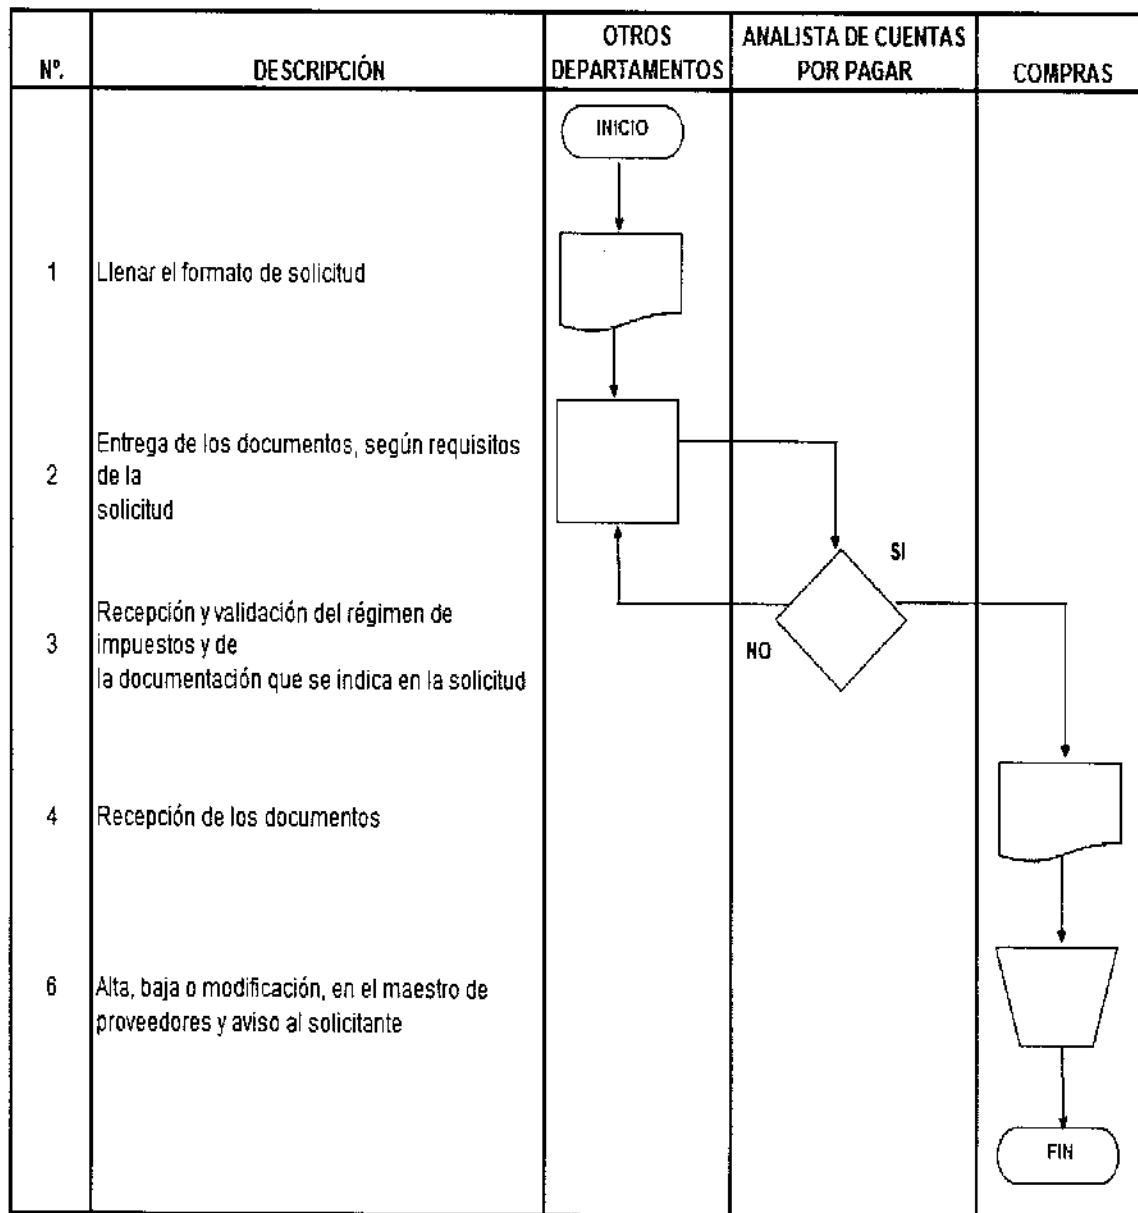 Nº.
DESCRIPCIÓN
OTROS
DEPARTAMENTOS
ANALISTA DE CUENTAS
POR PAGAR
COMPRAS
INICIO
1
Llenar el formato de solicitud
2
Entrega de los documentos, según requisitos
de la
solicitud
SI
NO
3
Recepción y validación del régimen de
impuestos y de
la documentación que se indica en la solicitud
4
Recepción de los documentos
6
Alta, baja o modificación, en el maestro de
proveedores y aviso al solicitante
FIN